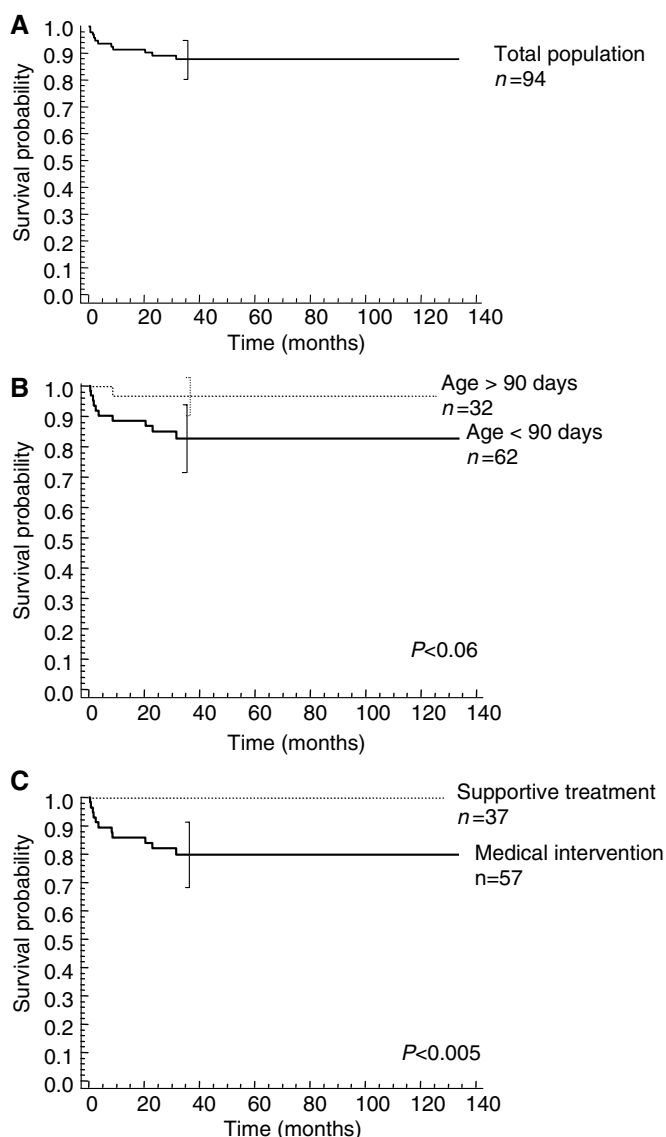 A
1.0
0.9
0.8
0.7
0.6
0.5
0.4
0.3
0.2
0.1
0.0
Survival probability
Total population
n=94
0 20 40 60 80 100 120 140
Time (months)
B
1.0
0.9
0.8
0.7
0.6
0.5
0.4
0.3
0.2
0.1
0.0
Survival probability
Age > 90 days
n=32
Age < 90 days
n=62
P<0.06
0 20 40 60 80 100 120 140
Time (months)
C
1.0
0.9
0.8
0.7
0.6
0.5
0.4
0.3
0.2
0.1
0.0
Survival probability
Supportive treatment
n=37
Medical intervention
n=57
P<0.005
0 20 40 60 80 100 120 140
Time (months)